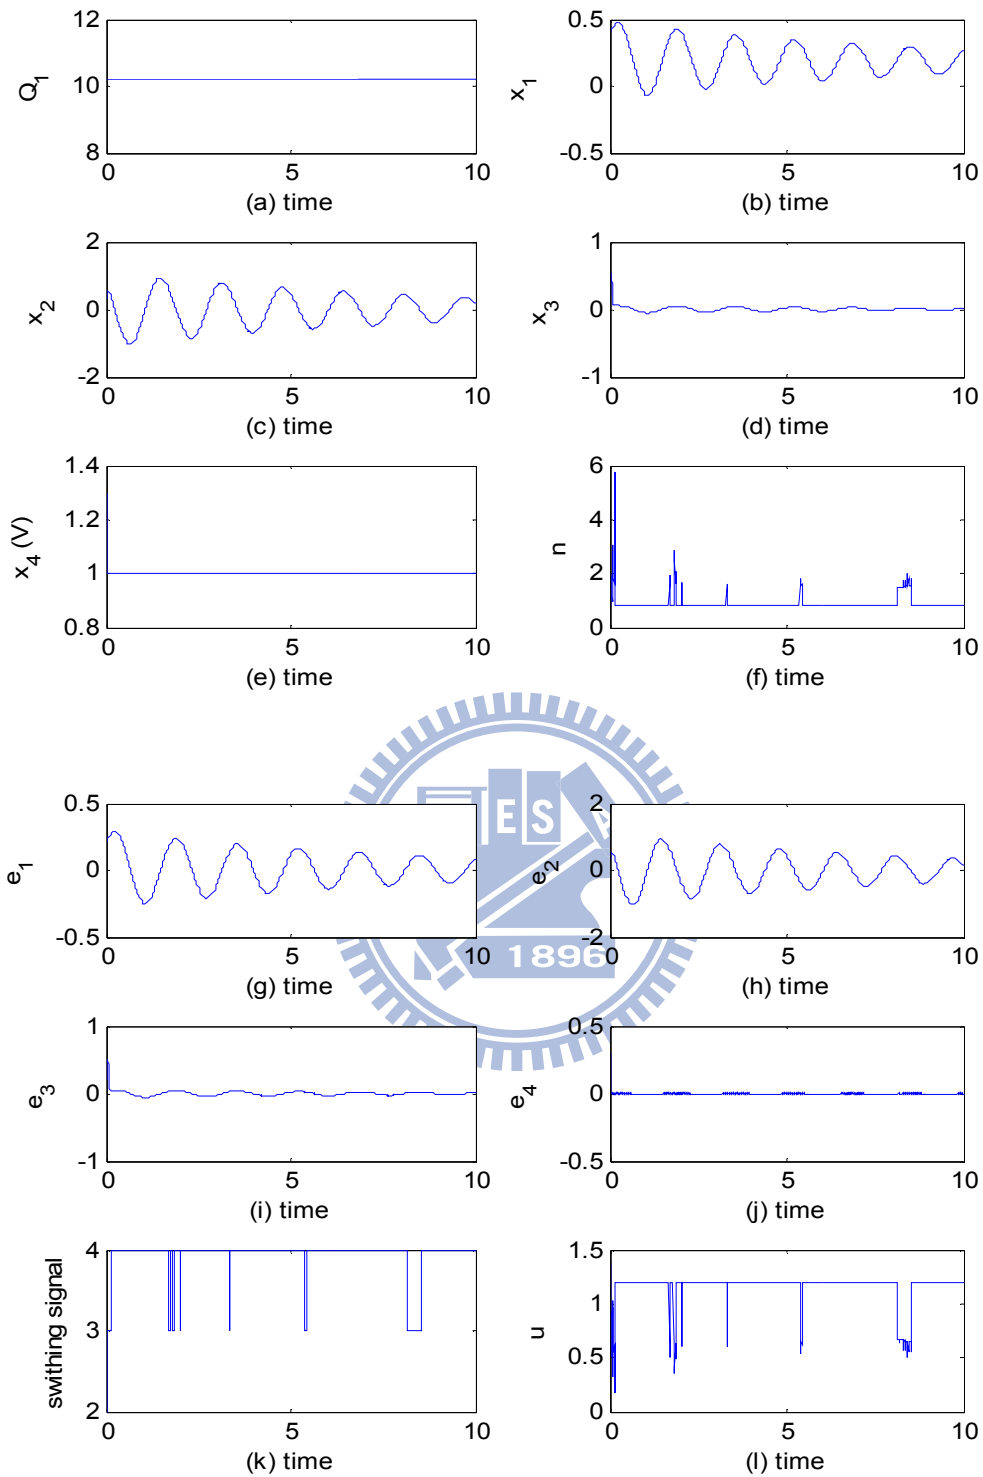 12
10
8
Q1
0 5 10
(a) time
0.5
0
-0.5
x1
0 5 10
(b) time
2
0
-2
x2
0 5 10
(c) time
1
0
-1
x3
0 5 10
(d) time
1.4
1.2
1
0.8
x4 (V)
0 5 10
(e) time
6
4
2
0
n
0 5 10
(f) time
ES
1896
0.5
0
-0.5
e1
0 5 10
(g) time
2
0
-2
e2
0 5 10
(h) time
1
0
-1
e3
0 5 10
(i) time
0.5
0
-0.5
e4
0 5 10
(j) time
4
3
2
swithing signal
0 5 10
(k) time
1.5
1
0.5
0
u
0 5 10
(l) time